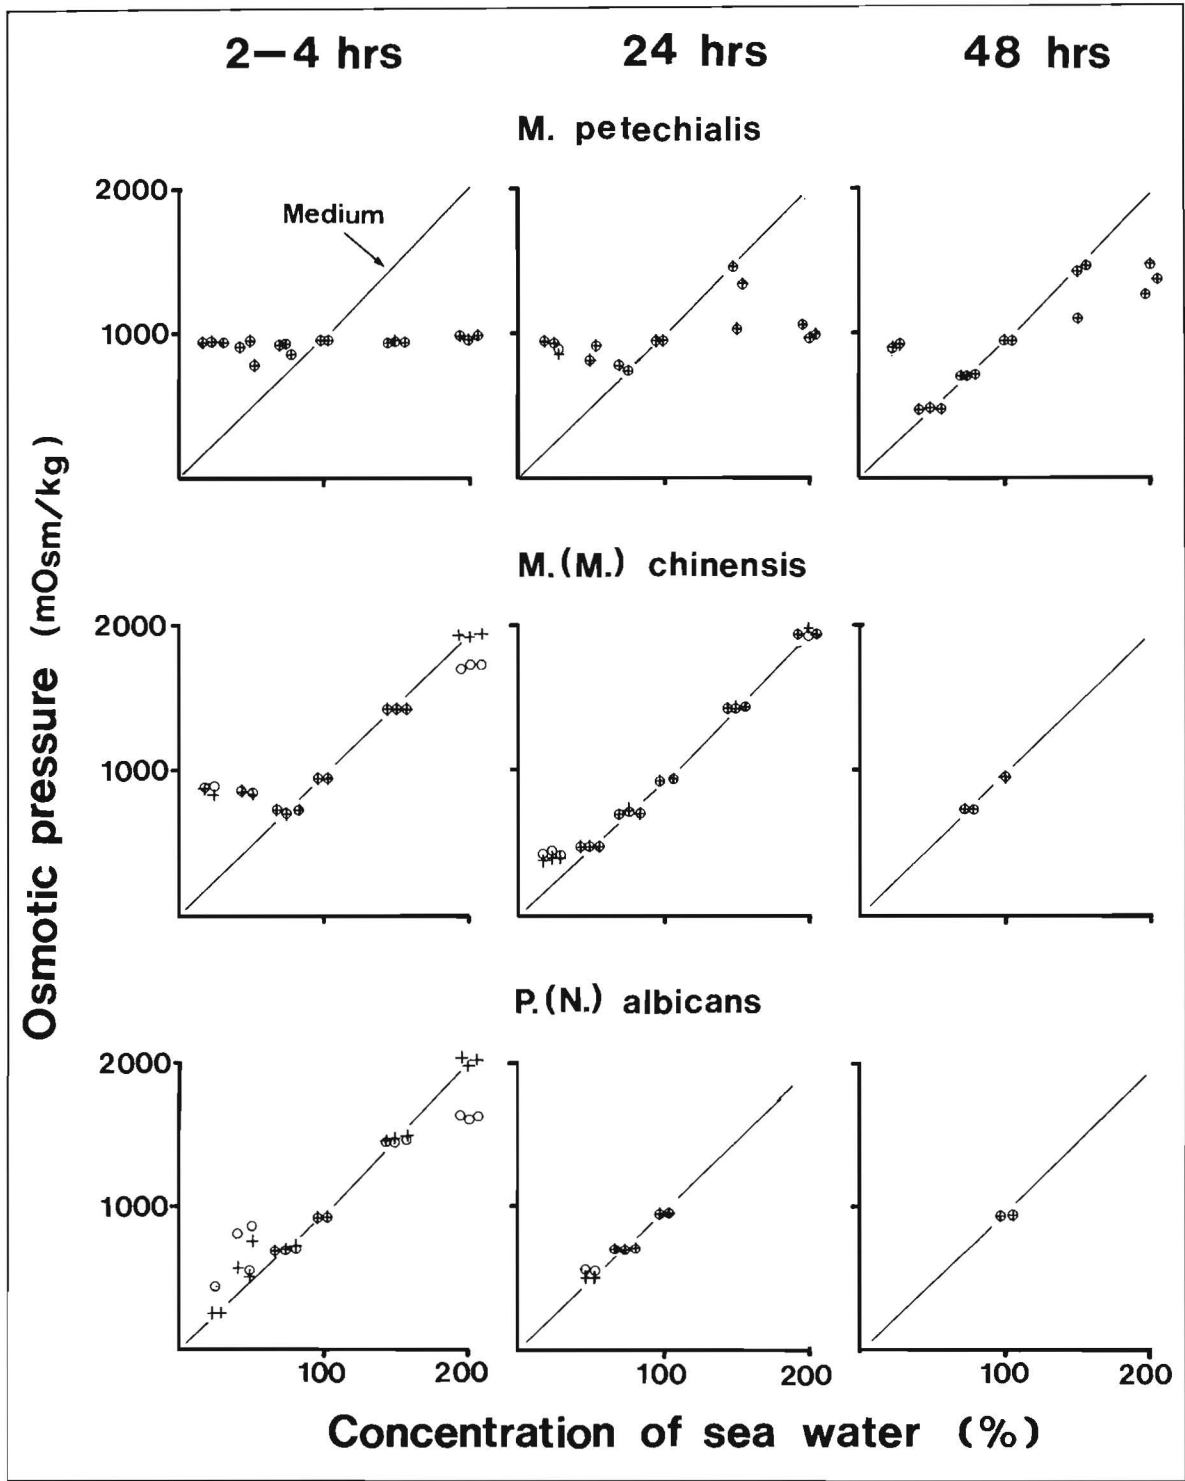 2–4 hrs 24 hrs 48 hrs
M. petechialis
2000
Medium
1000
M.(M.) chinensis
2000
1000
P.(N.) albicans
2000
1000
100 200 100 200 100 200
Osmotic pressure (mOsm/kg)
Concentration of sea water (%)